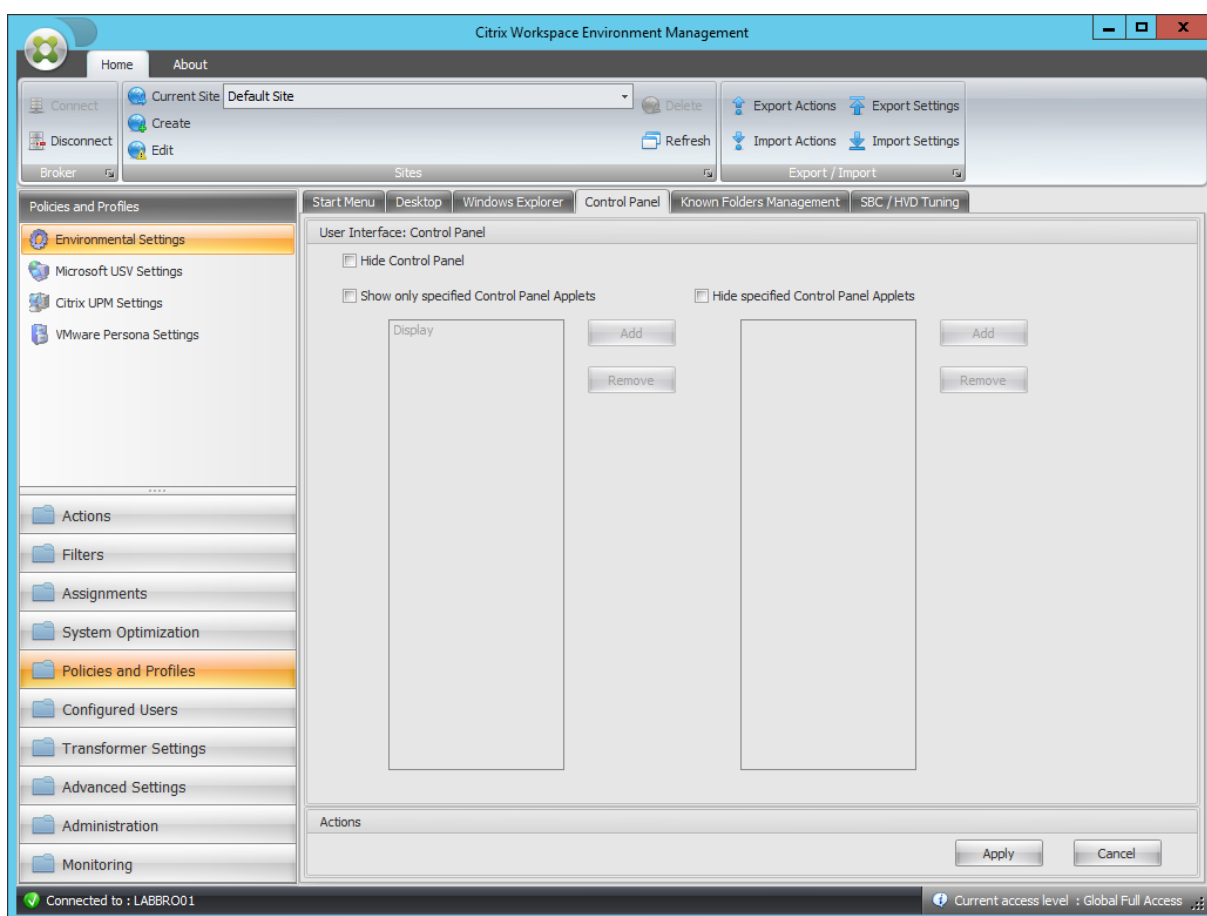 Citrix Workspace Environment Management
Home About
Connect
Disconnect
Broker
Current Site Default Site
Create
Edit
Delete
Refresh
Sites
Export Actions Export Settings
Import Actions Import Settings
Export / Import
Policies and Profiles
Environmental Settings
Microsoft USV Settings
Citrix UPM Settings
VMware Persona Settings
Actions
Filters
Assignments
System Optimization
Policies and Profiles
Configured Users
Transformer Settings
Advanced Settings
Administration
Monitoring
Start Menu Desktop Windows Explorer Control Panel Known Folders Management SBC / HVD Tuning
User Interface: Control Panel
Hide Control Panel
Show only specified Control Panel Applets
Display
Add
Remove
Hide specified Control Panel Applets
Add
Remove
Actions
Apply Cancel
Connected to : LABBRO01
Current access level : Global Full Access